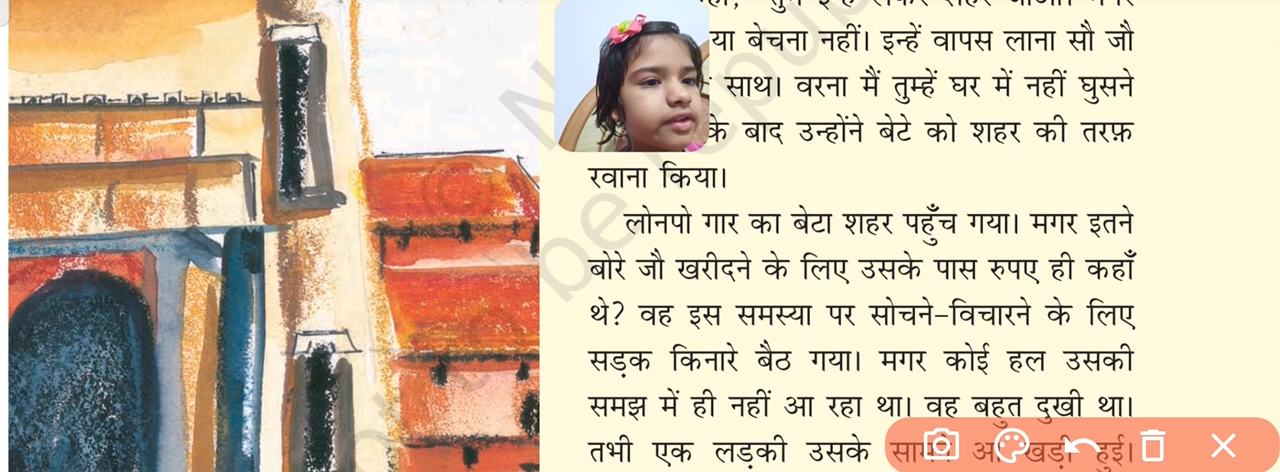 या बेचना नहीं। इन्हें वापस लाना सौ जौ
साथ। वरना मैं तुम्हें घर में नहीं घुसने
के बाद उन्होंने बेटे को शहर की तरफ़
रवाना किया।
लोनपो गार का बेटा शहर पहुँच गया। मगर इतने
बोरे जौ खरीदने के लिए उसके पास रुपए ही कहाँ
थे? वह इस समस्या पर सोचने-विचारने के लिए
सड़क किनारे बैठ गया। मगर कोई हल उसकी
समझ में ही नहीं आ रहा था। वह बहुत दुखी था।
तभी एक लड़की उसके सामने आ खड़ी हुई।